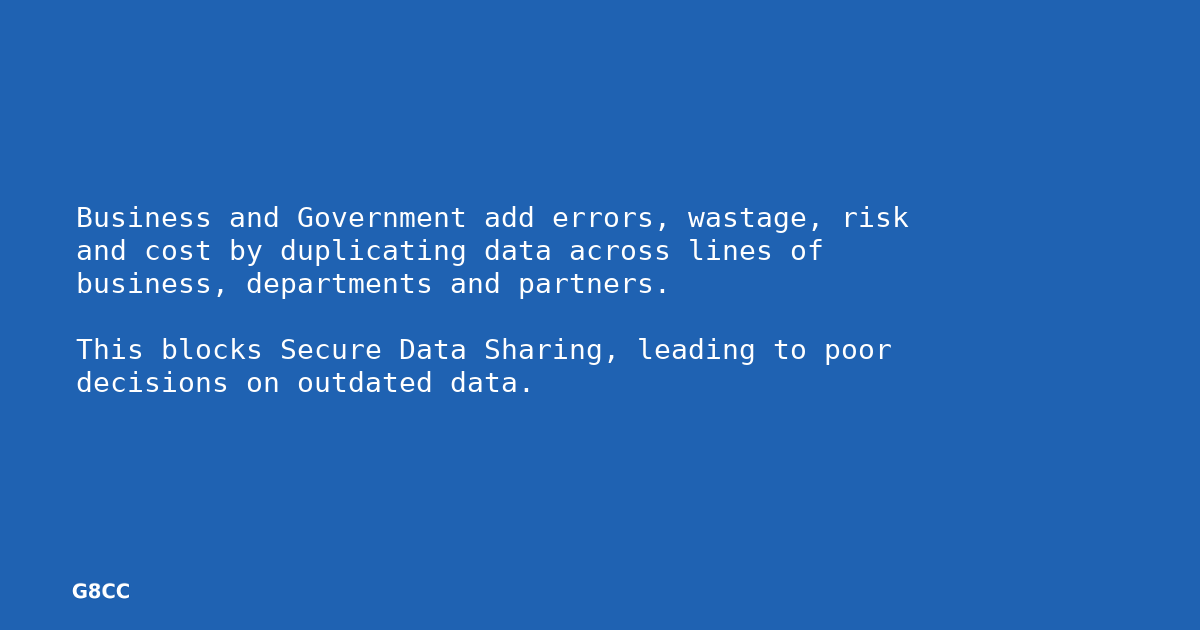 Business and Government add errors, wastage, risk
and cost by duplicating data across lines of
business, departments and partners.
This blocks Secure Data Sharing, leading to poor
decisions on outdated data.
G8CC